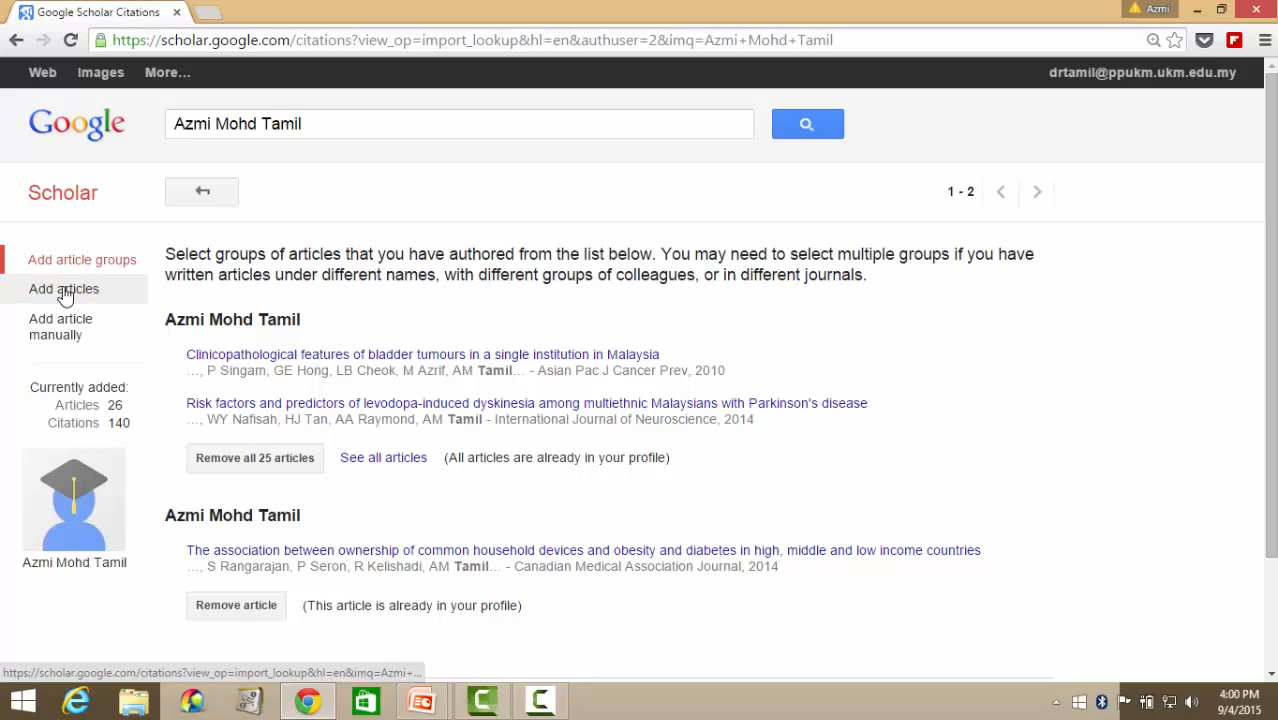 Google Scholar Citations
Azmi
https://scholar.google.com/citations?view_op=import_lookup&hl=en&authuser=2&imq=Azmi+Mohd+Tamil
Web Images More... drtamil@ppukm.ukm.edu.my
Google Azmi Mohd Tamil
Scholar 1 - 2
Add article groups
Add articles
Add article
manually
Currently added:
Articles 26
Citations 140
Azmi Mohd Tamil
Select groups of articles that you have authored from the list below. You may need to select multiple groups if you have
written articles under different names, with different groups of colleagues, or in different journals.
Azmi Mohd Tamil
Clinicopathological features of bladder tumours in a single institution in Malaysia
..., P Singam, GE Hong, LB Cheok, M Azrif, AM Tamil... - Asian Pac J Cancer Prev, 2010
Risk factors and predictors of levodopa-induced dyskinesia among multiethnic Malaysians with Parkinson's disease
..., WY Nafisah, HJ Tan, AA Raymond, AM Tamil - International Journal of Neuroscience, 2014
Remove all 25 articles See all articles (All articles are already in your profile)
Azmi Mohd Tamil
The association between ownership of common household devices and obesity and diabetes in high, middle and low income countries
..., S Rangarajan, P Seron, R Kelishadi, AM Tamil... - Canadian Medical Association Journal, 2014
Remove article (This article is already in your profile)
https://scholar.google.com/citations?view_op=import_lookup&hl=en&imq=Azmi+...
4:00 PM
9/4/2015